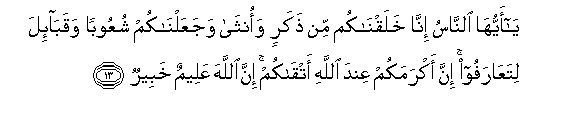 يَـٰٓأَيُّهَا ٱلنَّاسُ إِنَّا خَلَقْنَـٰكُم مِّن ذَكَرٍۢ وَأُنثَىٰ وَجَعَلْنَـٰكُمْ شُعُوبًۭا وَقَبَآئِلَ
لِتَعَارَفُوٓا۟ ۚ إِنَّ أَكْرَمَكُمْ عِندَ ٱللَّهِ أَتْقَىٰكُمْ ۚ إِنَّ ٱللَّهَ عَلِيمٌ خَبِيرٌۭ ١٣